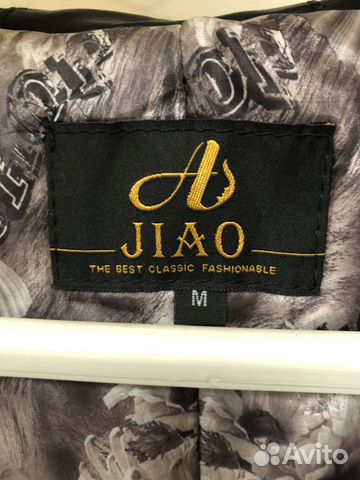 JIAO
THE BEST CLASSIC FASHIONABLE
M
Avito